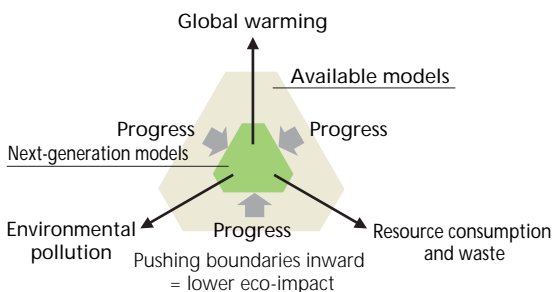 Global warming
Available models
Progress
Progress
Next-generation models
Environmental
pollution
Progress
Resource consumption
and waste
Pushing boundaries inward
= lower eco-impact